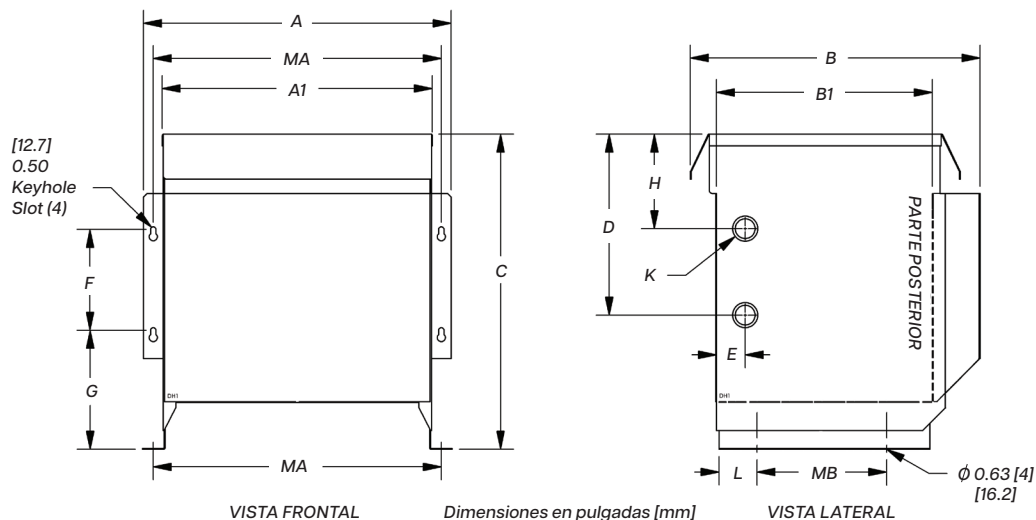 A
MA
A1
[12.7]
0.50
Keyhole
Slot (4)
F
G
C
DH1
MA
VISTA FRONTAL
Dimensiones en pulgadas [mm]
B
B1
H
D
K
E
PARTE POSTERIOR
DH1
L
MB
ϕ 0.63 [4]
[16.2]
VISTA LATERAL